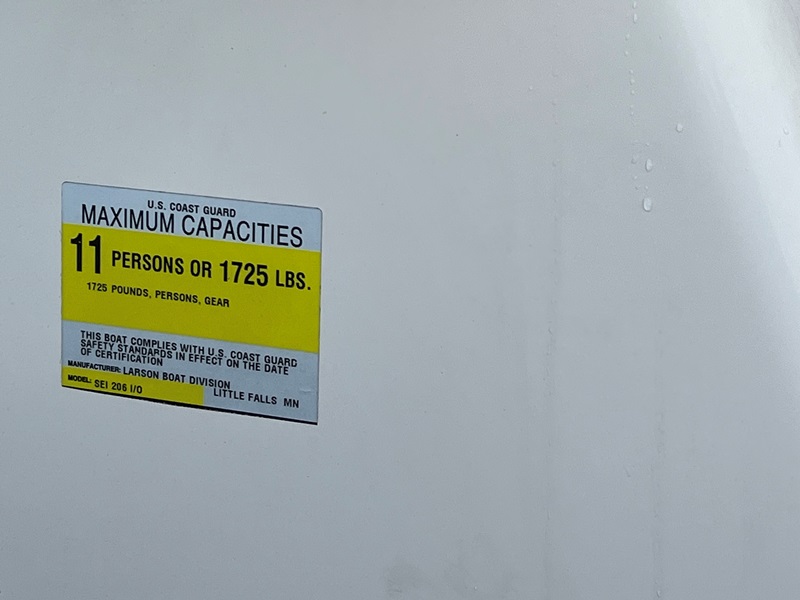 U.S. COAST GUARD
MAXIMUM CAPACITIES
11 PERSONS OR 1725 LBS.
1725 POUNDS, PERSONS, GEAR
THIS BOAT COMPLIES WITH U.S. COAST GUARD
SAFETY STANDARDS IN EFFECT ON THE DATE
OF CERTIFICATION
MANUFACTURER: LARSON BOAT DIVISION
MODEL: SEI 206 I/O LITTLE FALLS MN